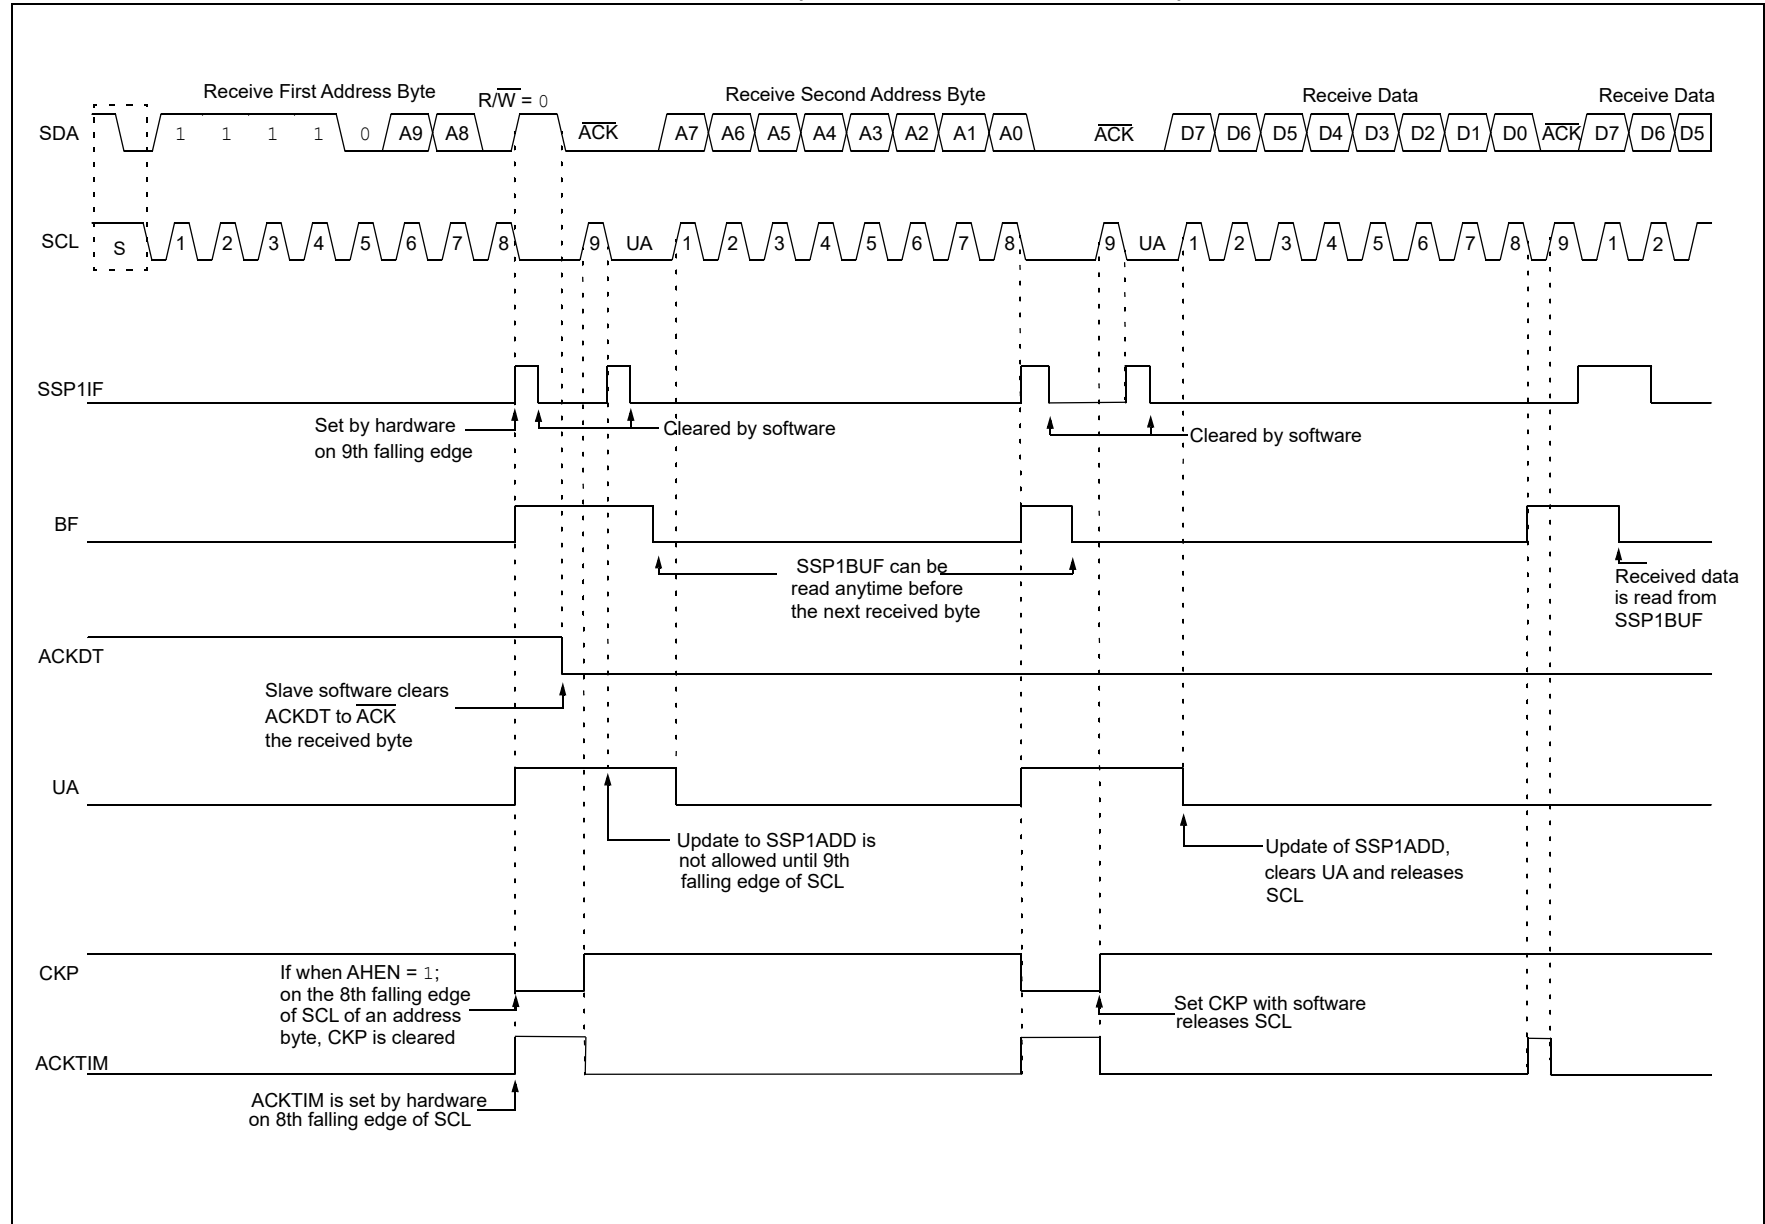 Receive First Address Byte
R/W̅ = 0
Receive Second Address Byte
Receive Data
Receive Data
SDA
1 1 1 1 0 A9 A8
A̅C̅K̅
A7 A6 A5 A4 A3 A2 A1 A0
A̅C̅K̅
D7 D6 D5 D4 D3 D2 D1 D0
A̅C̅K̅
D7 D6 D5
SCL
S 1 2 3 4 5 6 7 8 9 UA 1 2 3 4 5 6 7 8 9 UA 1 2 3 4 5 6 7 8 9 1 2
SSP1IF
Set by hardware
on 9th falling edge
Cleared by software
Cleared by software
BF
SSP1BUF can be
read anytime before
the next received byte
Received data
is read from
SSP1BUF
ACKDT
Slave software clears
ACKDT to A̅C̅K̅
the received byte
UA
Update to SSP1ADD is
not allowed until 9th
falling edge of SCL
Update of SSP1ADD,
clears UA and releases
SCL
CKP
If when AHEN = 1;
on the 8th falling edge
of SCL of an address
byte, CKP is cleared
Set CKP with software
releases SCL
ACKTIM
ACKTIM is set by hardware
on 8th falling edge of SCL